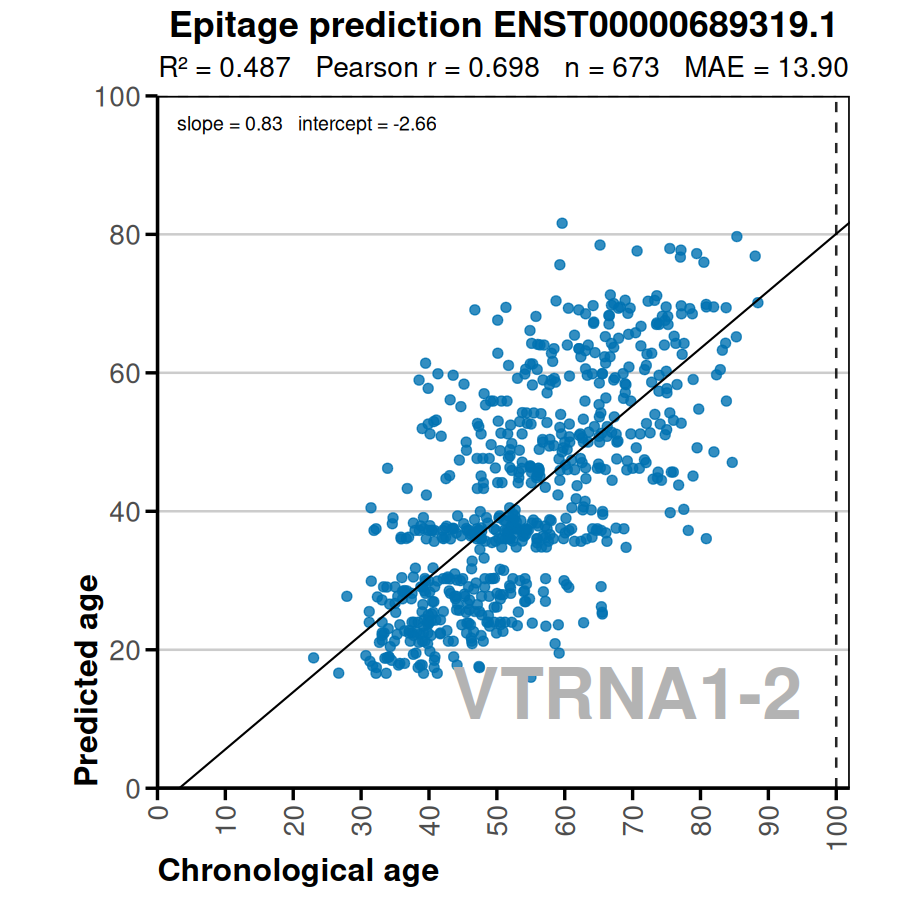 Epitage prediction ENST00000689319.1
R² = 0.487 Pearson r = 0.698 n = 673 MAE = 13.90
slope = 0.83 intercept = -2.66
100
80
60
40
20
0
Predicted age
VTRNA1-2
0 10 20 30 40 50 60 70 80 90 100
Chronological age